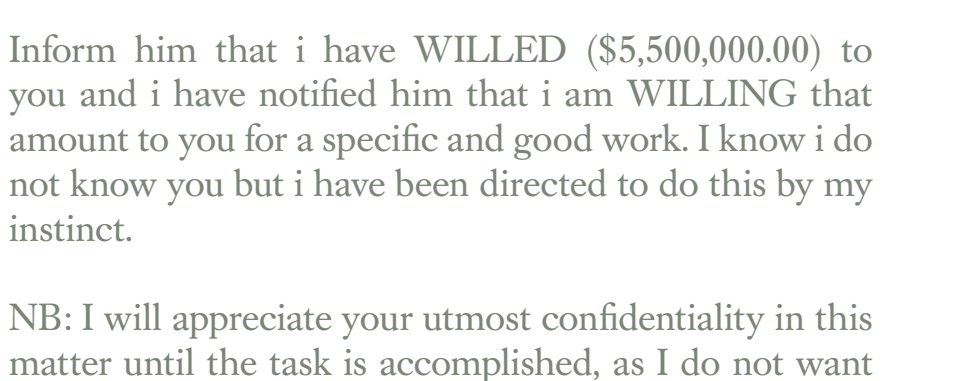 Inform him that i have WILLED ($5,500,000.00) to
you and i have notified him that i am WILLING that
amount to you for a specific and good work. I know i do
not know you but i have been directed to do this by my
instinct.
NB: I will appreciate your utmost confidentiality in this
matter until the task is accomplished, as I do not want